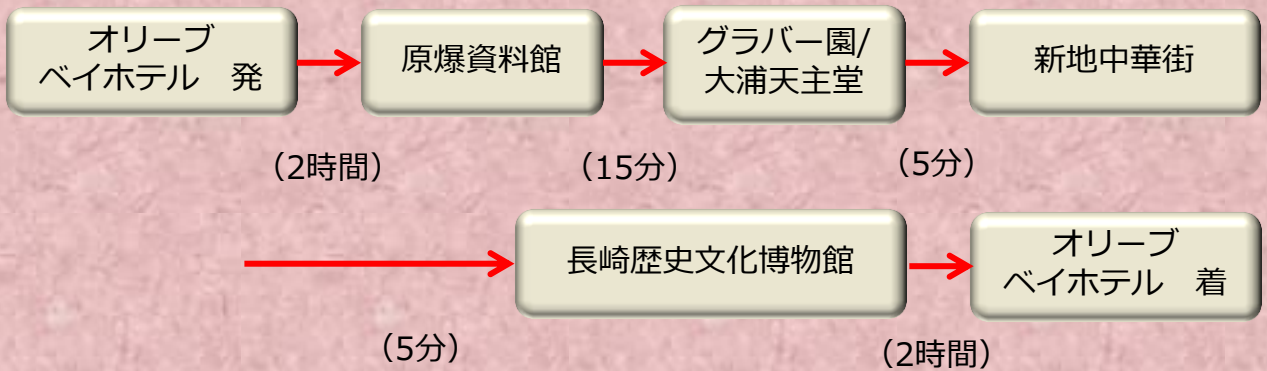 オリーブ
ベイホテル　発
原爆資料館
グラバー園/
大浦天主堂
新地中華街
（2時間）
（15分）
（5分）
長崎歴史文化博物館
オリーブ
ベイホテル　着
（5分）
（2時間）